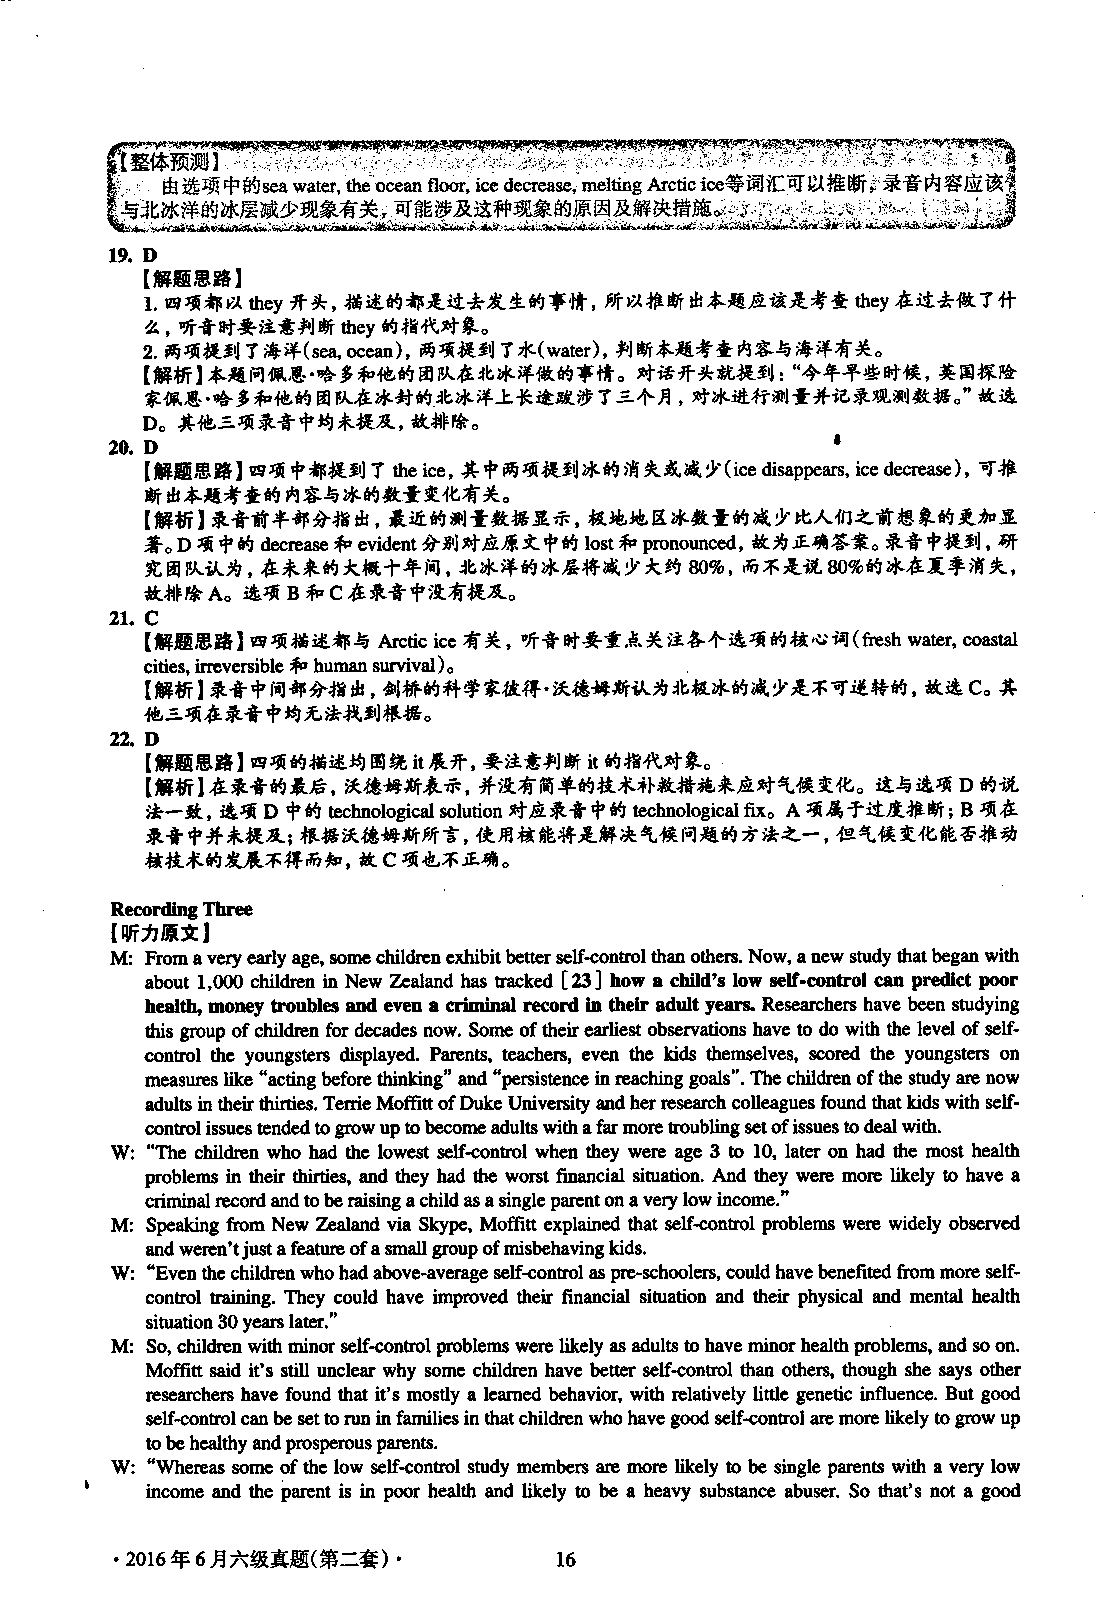 【整体预测】
由选项中的sea water, the ocean floor, ice decrease, melting Arctic ice等词汇可以推断，录音内容应该
与北冰洋的冰层减少现象有关，可能涉及这种现象的原因及解决措施。
19. D
【解题思路】
1. 四项都以 they 开头，描述的都是过去发生的事情，所以推断出本题应该是考查 they 在过去做了什
么，听音时要注意判断 they 的指代对象。
2. 两项提到了海洋(sea, ocean)，两项提到了水(water)，判断本题考查内容与海洋有关。
【解析】本题问佩恩·哈多和他的团队在北冰洋做的事情。对话开头就提到：“今年早些时候，英国探险
家佩恩·哈多和他的团队在冰封的北冰洋上长途跋涉了三个月，对冰进行测量并记录观测数据。”故选
D。其他三项录音中均未提及，故排除。
20. D
【解题思路】四项中都提到了 the ice，其中两项提到冰的消失或减少(ice disappears, ice decrease)，可推
断出本题考查的内容与冰的数量变化有关。
【解析】录音前半部分指出，最近的测量数据显示，极地地区冰数量的减少比人们之前想象的更加显
著。D 项中的 decrease 和 evident 分别对应原文中的 lost 和 pronounced，故为正确答案。录音中提到，研
究团队认为，在未来的大概十年间，北冰洋的冰层将减少大约 80%，而不是说 80%的冰在夏季消失，
故排除 A。选项 B 和 C 在录音中没有提及。
21. C
【解题思路】四项描述都与 Arctic ice 有关，听音时要重点关注各个选项的核心词(fresh water, coastal
cities, irreversible 和 human survival)。
【解析】录音中间部分指出，剑桥的科学家彼得·沃德姆斯认为北极冰的减少是不可逆转的，故选 C。其
他三项在录音中均无法找到根据。
22. D
【解题思路】四项的描述均围绕 it 展开，要注意判断 it 的指代对象。
【解析】在录音的最后，沃德姆斯表示，并没有简单的技术补救措施来应对气候变化。这与选项 D 的说
法一致，选项 D 中的 technological solution 对应录音中的 technological fix。A 项属于过度推断；B 项在
录音中并未提及；根据沃德姆斯所言，使用核能将是解决气候问题的方法之一，但气候变化能否推动
核技术的发展不得而知，故 C 项也不正确。
Recording Three
【听力原文】
M: From a very early age, some children exhibit better self-control than others. Now, a new study that began with
about 1,000 children in New Zealand has tracked [23] how a child's low self-control can predict poor
health, money troubles and even a criminal record in their adult years. Researchers have been studying
this group of children for decades now. Some of their earliest observations have to do with the level of self-
control the youngsters displayed. Parents, teachers, even the kids themselves, scored the youngsters on
measures like “acting before thinking” and “persistence in reaching goals”. The children of the study are now
adults in their thirties. Terrie Moffitt of Duke University and her research colleagues found that kids with self-
control issues tended to grow up to become adults with a far more troubling set of issues to deal with.
W: “The children who had the lowest self-control when they were age 3 to 10, later on had the most health
problems in their thirties, and they had the worst financial situation. And they were more likely to have a
criminal record and to be raising a child as a single parent on a very low income.”
M: Speaking from New Zealand via Skype, Moffitt explained that self-control problems were widely observed
and weren't just a feature of a small group of misbehaving kids.
W: “Even the children who had above-average self-control as pre-schoolers, could have benefited from more self-
control training. They could have improved their financial situation and their physical and mental health
situation 30 years later.”
M: So, children with minor self-control problems were likely as adults to have minor health problems, and so on.
Moffitt said it's still unclear why some children have better self-control than others, though she says other
researchers have found that it's mostly a learned behavior, with relatively little genetic influence. But good
self-control can be set to run in families in that children who have good self-control are more likely to grow up
to be healthy and prosperous parents.
W: “Whereas some of the low self-control study members are more likely to be single parents with a very low
income and the parent is in poor health and likely to be a heavy substance abuser. So that's not a good
·2016 年 6 月六级真题(第二套)·
16